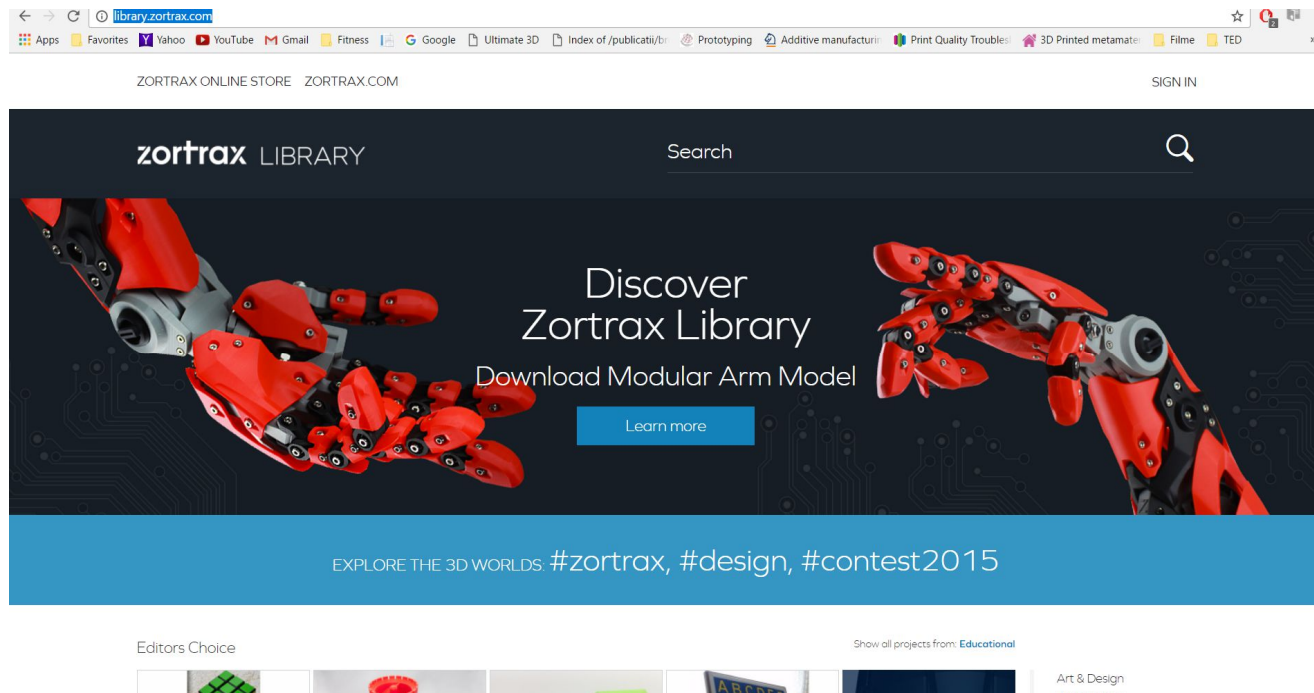 library.zortrax.com
Apps Favorites Yahoo YouTube Gmail Fitness Google Ultimate 3D Index of /publicatii/br Prototyping Additive manufacturin Print Quality Troubles 3D Printed metamater Filme TED
ZORTRAX ONLINE STORE ZORTRAX.COM SIGN IN
zortrax LIBRARY Search
Discover
Zortrax Library
Download Modular Arm Model
Learn more
EXPLORE THE 3D WORLDS: #zortrax, #design, #contest2015
Editors Choice Show all projects from: Educational
ABCDEF
Art & Design